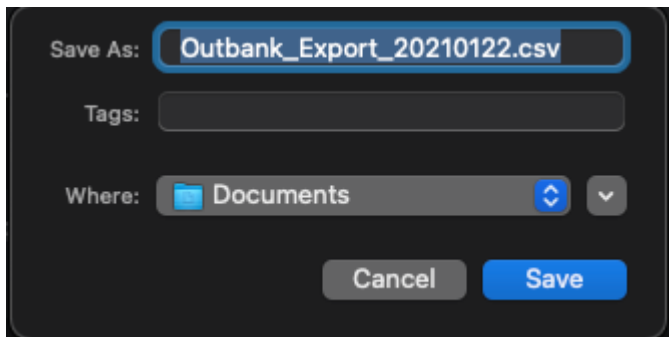 Save As: Outbank_Export_20210122.csv
Tags:
Where: Documents
Cancel Save